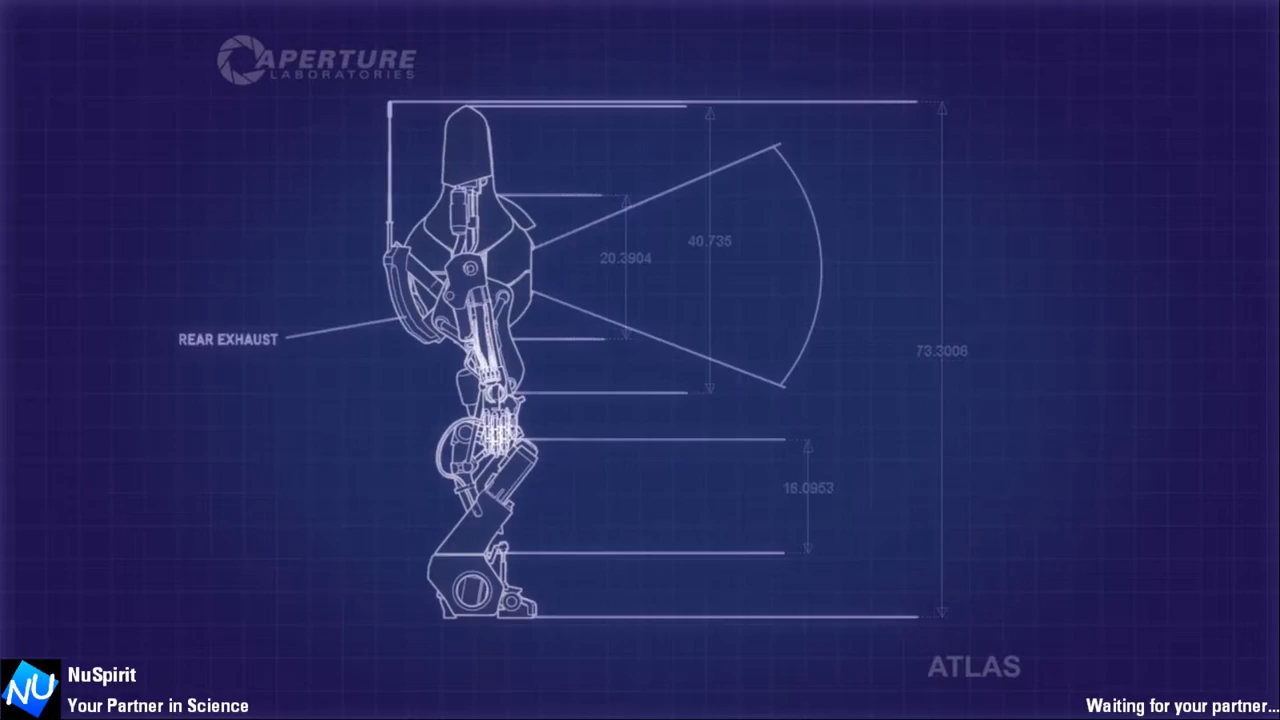 APERTURE
LABORATORIES
20.3904
40.735
REAR EXHAUST
73.3006
16.0953
ATLAS
NU
NuSpirit
Your Partner in Science
Waiting for your partner...